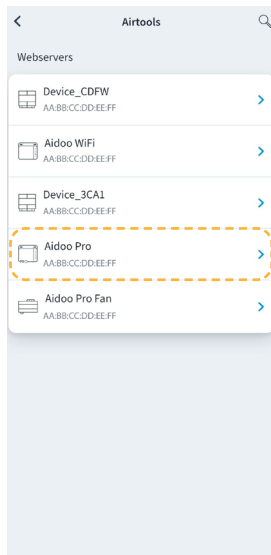 Airtools
Webservers
Device_CDFW
AA:BB:CC:DD:EE:FF
Aidoo WiFi
AA:BB:CC:DD:EE:FF
Device_3CA1
AA:BB:CC:DD:EE:FF
Aidoo Pro
AA:BB:CC:DD:EE:FF
Aidoo Pro Fan
AA:BB:CC:DD:EE:FF